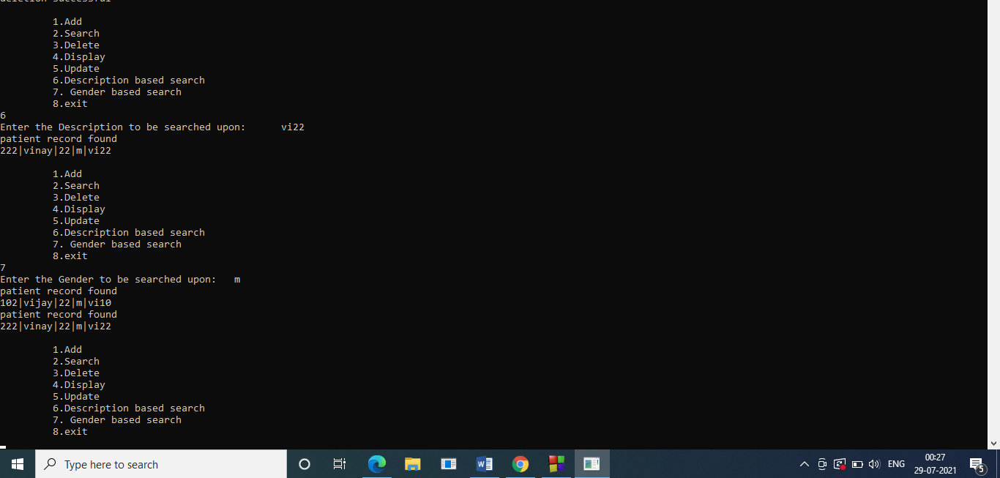 deletion successful
1.Add
2.Search
3.Delete
4.Display
5.Update
6.Description based search
7. Gender based search
8.exit
6
Enter the Description to be searched upon:      vi22
patient record found
222|vinay|22|m|vi22
1.Add
2.Search
3.Delete
4.Display
5.Update
6.Description based search
7. Gender based search
8.exit
7
Enter the Gender to be searched upon:   m
patient record found
102|vijay|22|m|vi10
patient record found
222|vinay|22|m|vi22
1.Add
2.Search
3.Delete
4.Display
5.Update
6.Description based search
7. Gender based search
8.exit
Type here to search
W
ENG
00:27
29-07-2021
5